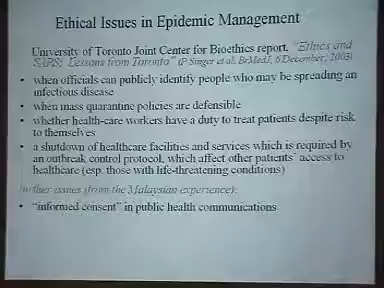 Ethical Issues in Epidemic Management
University of Toronto Joint Center for Bioethics report, "Ethics and
SARS: Lessons from Toronto" (P Singer et al, BrMedJ, 6 December, 2003)
• when officials can publicly identify people who may be spreading an
infectious disease
• when mass quarantine policies are defensible
• whether health-care workers have a duty to treat patients despite risk
to themselves
• a shutdown of healthcare facilities and services which is required by
an outbreak control protocol, which affect other patients' access to
healthcare (esp. those with life-threatening conditions)
further issues (from the Malaysian experience):
• "informed consent" in public health communications